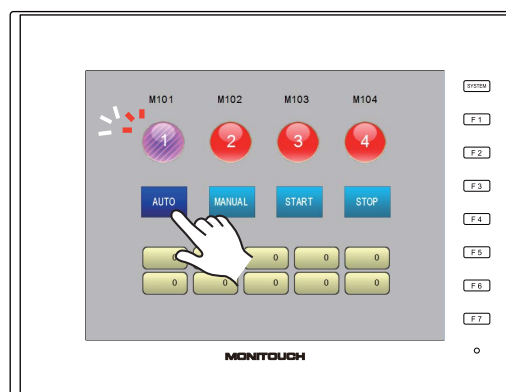 SYSTEM
M101 M102 M103 M104
F1
1 2 3 4
F2
F3
AUTO MANUAL START STOP
F4
0 0 0 0
F5
0 0 0 0 0
F6
F7
MONITOUCH